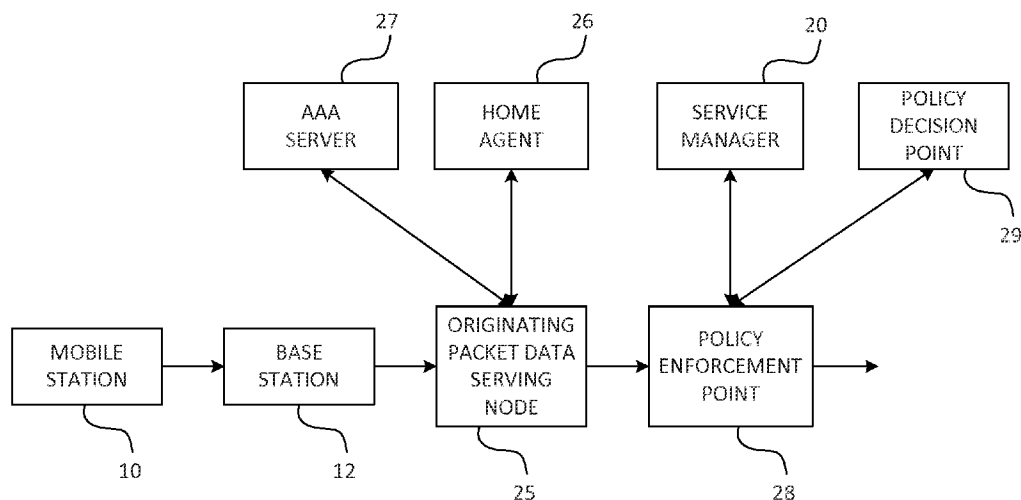 27
26
20
AAA
SERVER
HOME
AGENT
SERVICE
MANAGER
POLICY
DECISION
POINT
29
MOBILE
STATION
BASE
STATION
ORIGINATING
PACKET DATA
SERVING
NODE
POLICY
ENFORCEMENT
POINT
10
12
25
28